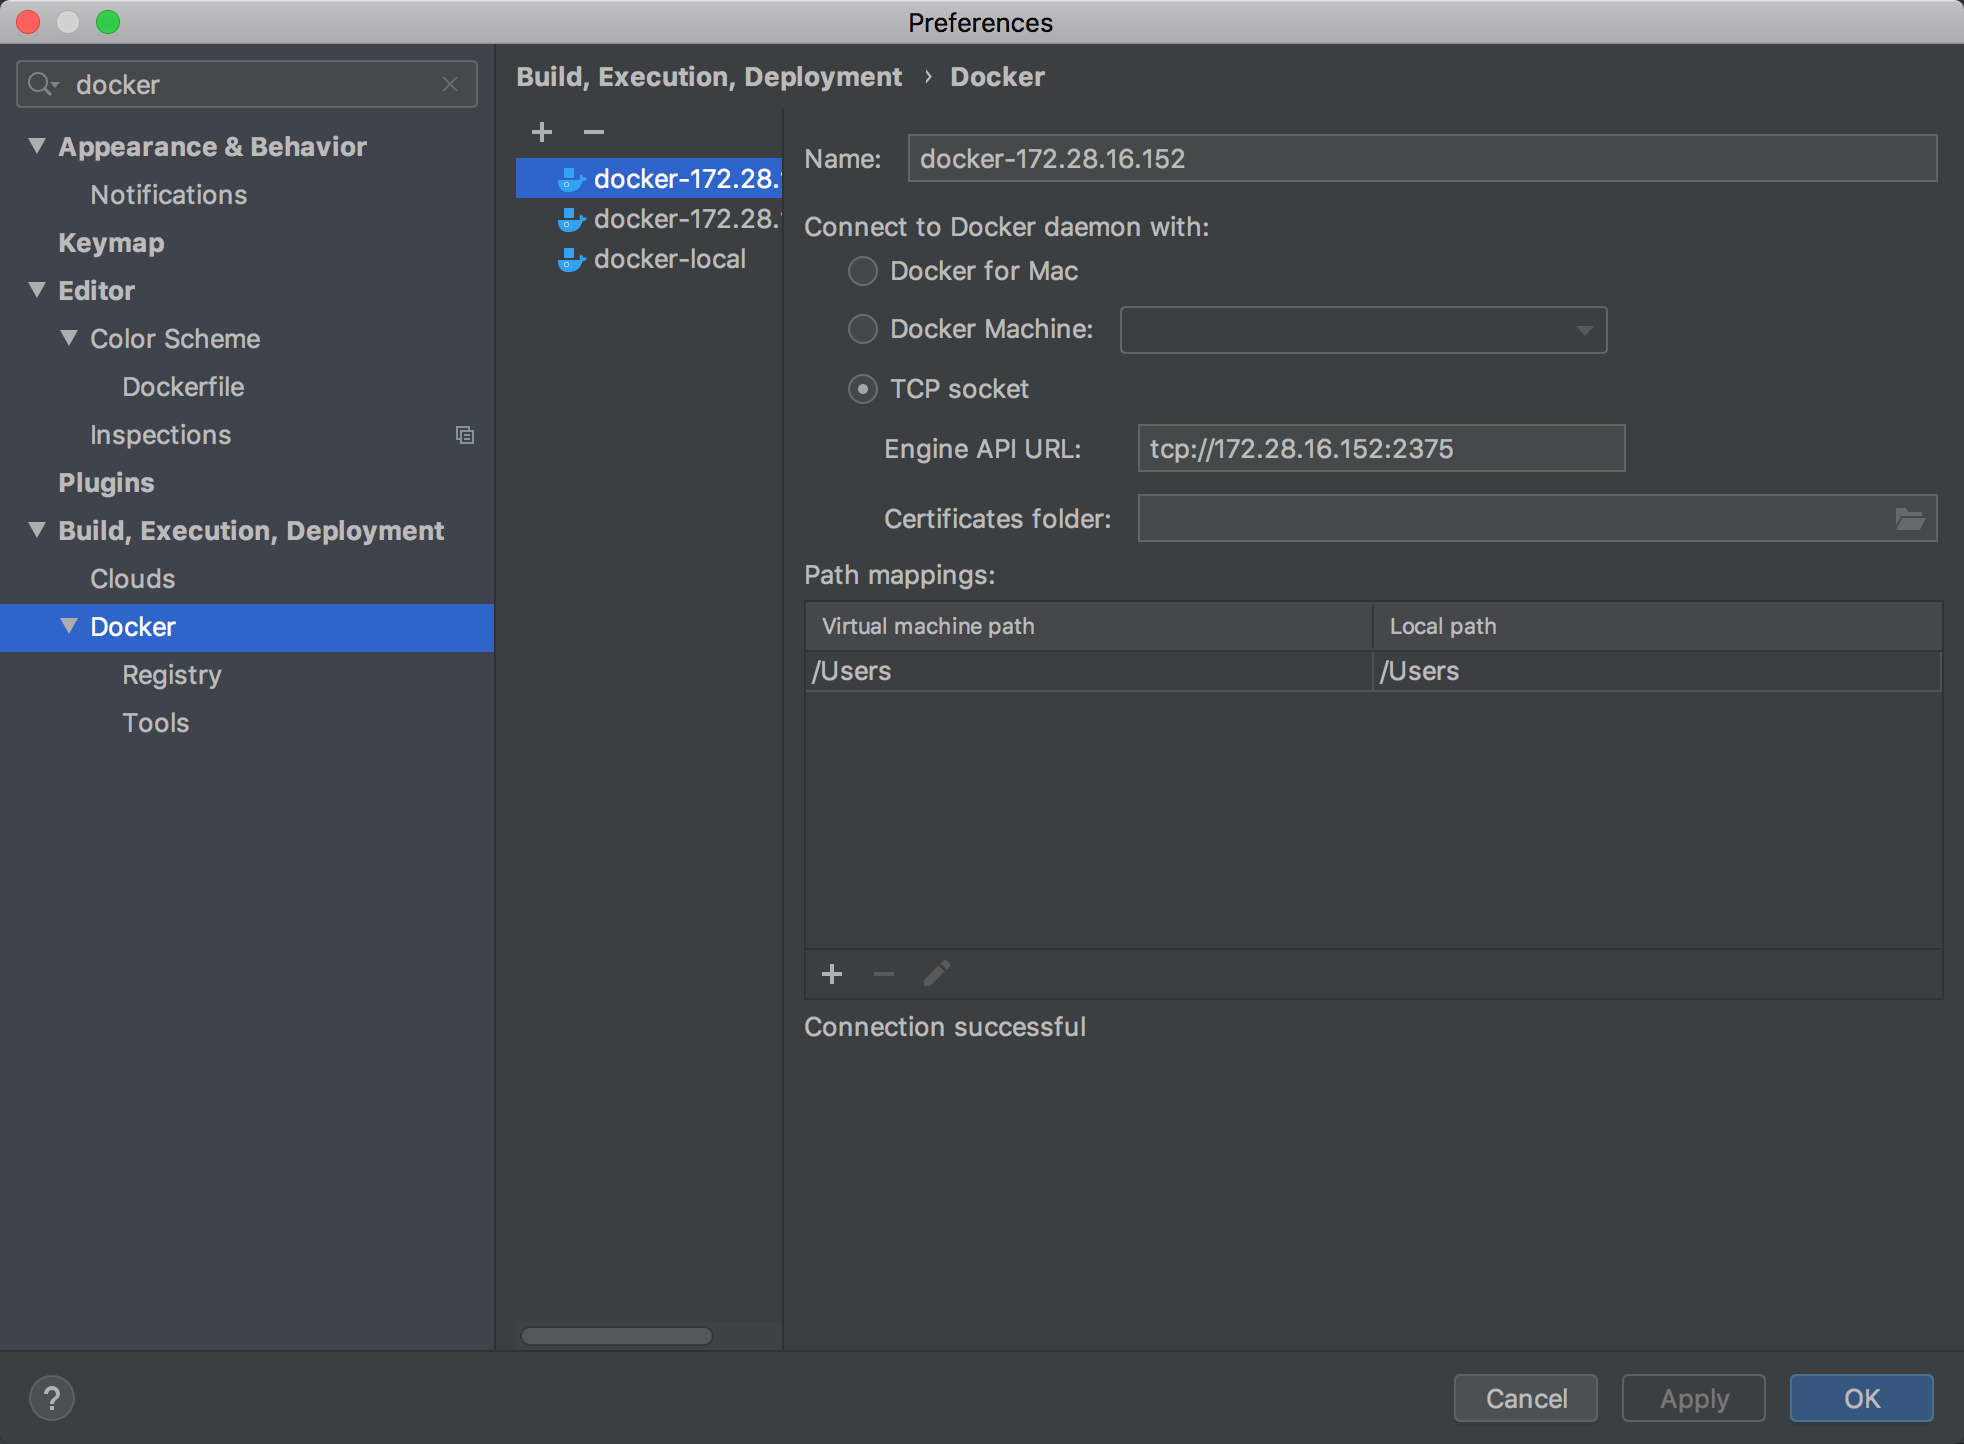 Preferences
docker
Appearance & Behavior
Notifications
Keymap
Editor
Color Scheme
Dockerfile
Inspections
Plugins
Build, Execution, Deployment
Clouds
Docker
Registry
Tools
Build, Execution, Deployment › Docker
docker-172.28.
docker-172.28.
docker-local
Name: docker-172.28.16.152
Connect to Docker daemon with:
Docker for Mac
Docker Machine:
TCP socket
Engine API URL: tcp://172.28.16.152:2375
Certificates folder:
Path mappings:
Virtual machine path Local path
/Users /Users
Connection successful
?
Cancel Apply OK